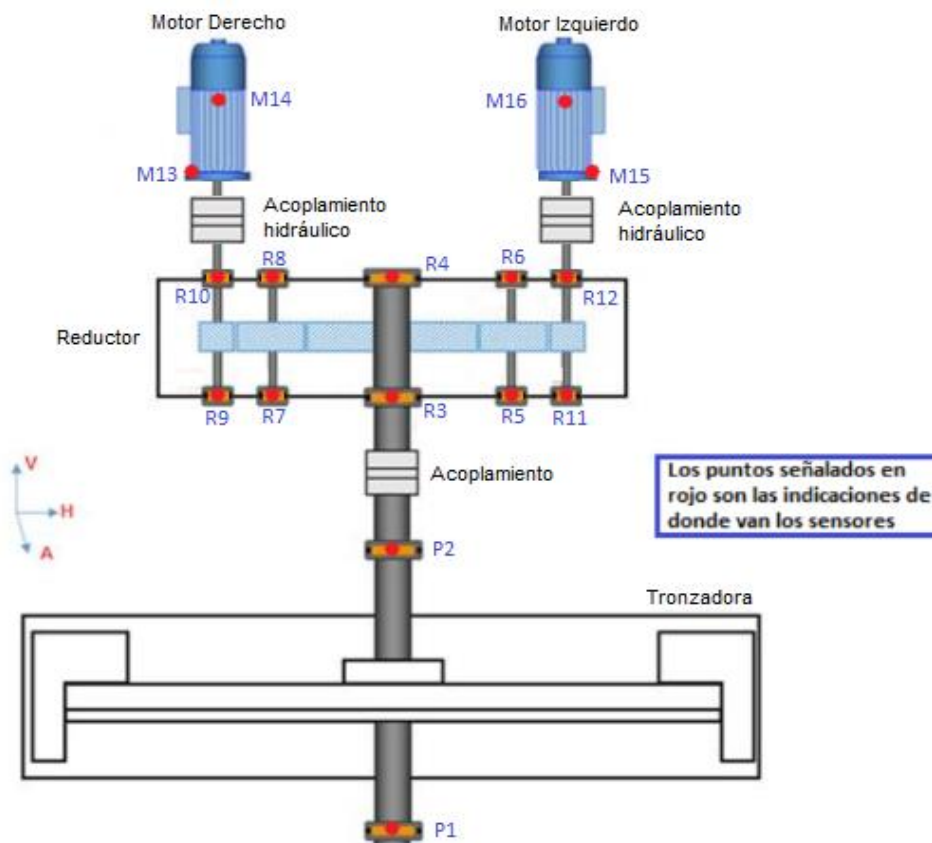 Motor Derecho
Motor Izquierdo
M14
M16
M13
M15
Acoplamiento
hidráulico
Acoplamiento
hidráulico
R8
R4
R6
R10
R12
Reductor
R9
R7
R3
R5
R11
V
H
A
Acoplamiento
Los puntos señalados en
rojo son las indicaciones de
donde van los sensores
P2
Tronzadora
P1